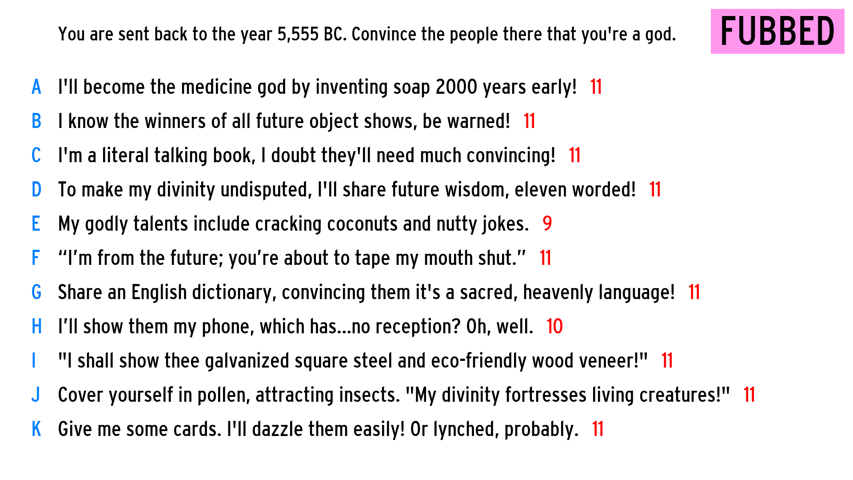 You are sent back to the year 5,555 BC. Convince the people there that you're a god.
FUBBED
A I'll become the medicine god by inventing soap 2000 years early! 11
B I know the winners of all future object shows, be warned! 11
C I'm a literal talking book, I doubt they'll need much convincing! 11
D To make my divinity undisputed, I'll share future wisdom, eleven worded! 11
E My godly talents include cracking coconuts and nutty jokes. 9
F “I’m from the future; you’re about to tape my mouth shut.” 11
G Share an English dictionary, convincing them it's a sacred, heavenly language! 11
H I’ll show them my phone, which has...no reception? Oh, well. 10
I "I shall show thee galvanized square steel and eco-friendly wood veneer!" 11
J Cover yourself in pollen, attracting insects. "My divinity fortresses living creatures!" 11
K Give me some cards. I'll dazzle them easily! Or lynched, probably. 11